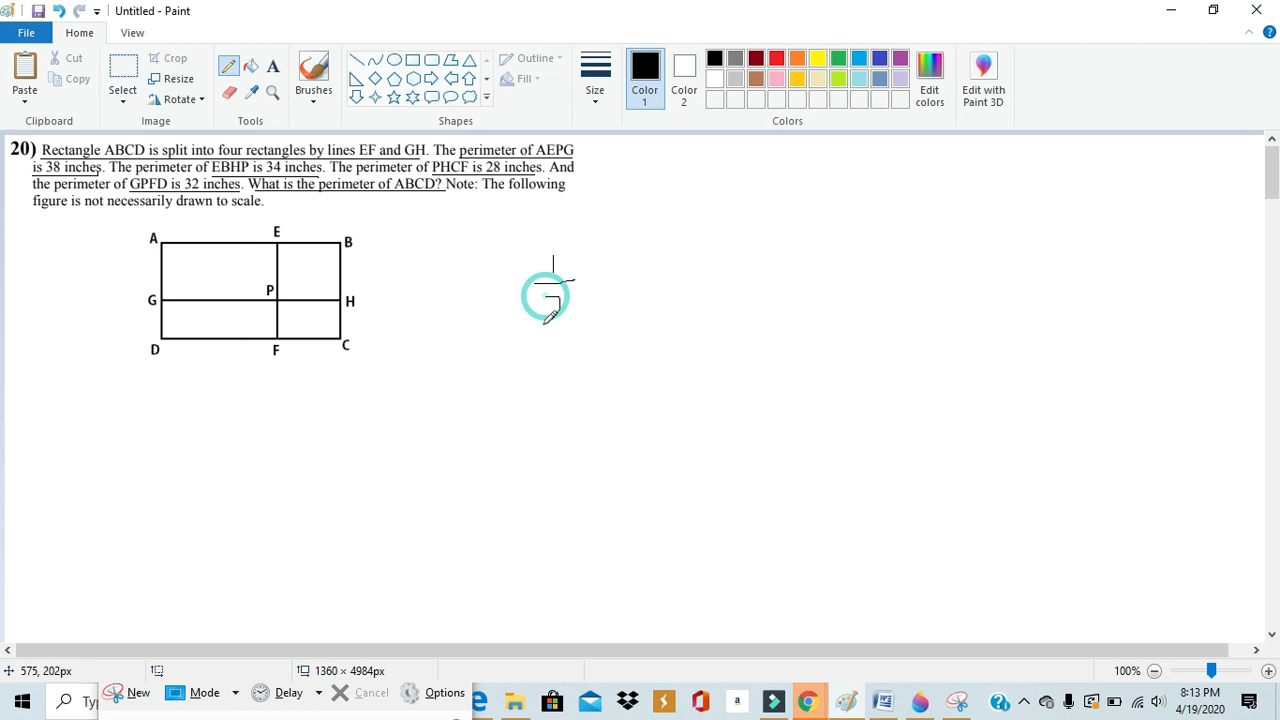 Untitled - Paint
File Home View
Paste
Cut
Copy
Clipboard
Select
Crop
Resize
Rotate
Image
Tools
Brushes
Outline
Fill
Shapes
Size
Color 1
Color 2
Edit colors
Colors
Edit with Paint 3D
20) Rectangle ABCD is split into four rectangles by lines EF and GH. The perimeter of AEPG
is 38 inches. The perimeter of EBHP is 34 inches. The perimeter of PHCF is 28 inches. And
the perimeter of GPFD is 32 inches. What is the perimeter of ABCD? Note: The following
figure is not necessarily drawn to scale.
A E B
G P H
D F C
575, 202px 1360 × 4984px 100%
New Mode Delay Cancel Options
8:13 PM
4/19/2020